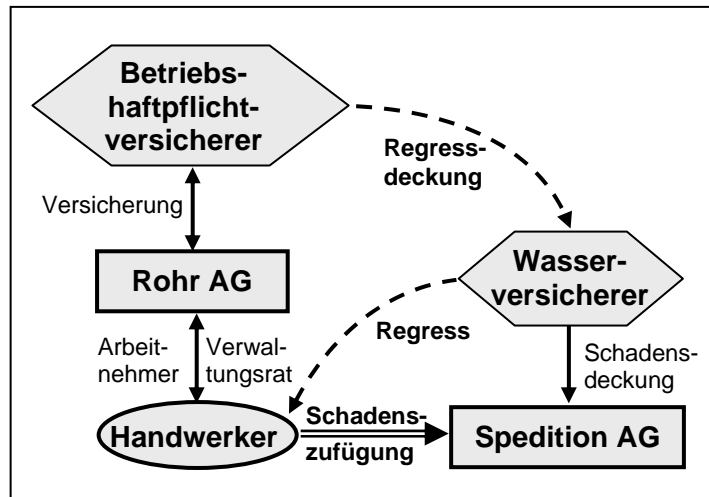 Betriebs-
haftpflicht-
versicherer
Regress-
deckung
Versicherung
Rohr AG
Wasser-
versicherer
Regress
Arbeit-
nehmer
Verwal-
tungsrat
Schadens-
deckung
Handwerker
Schadens-
zufügung
Spedition AG